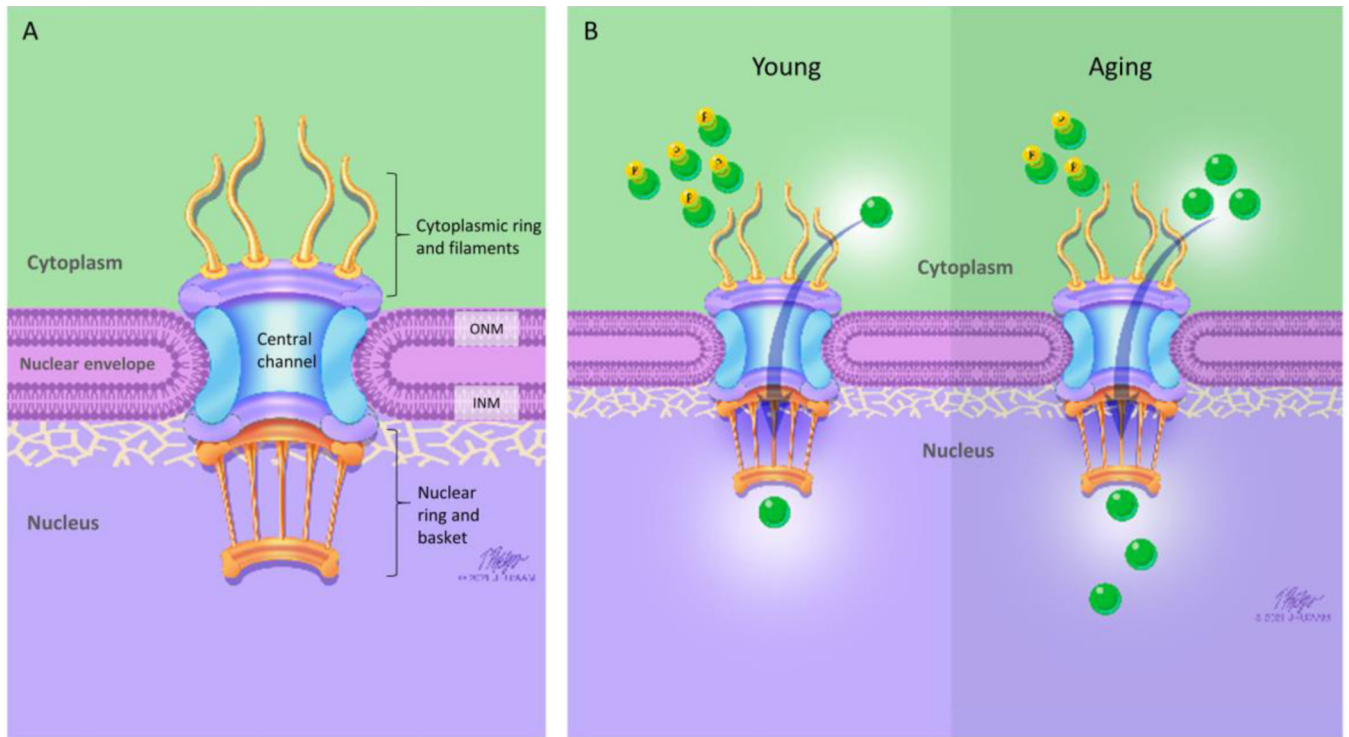 A
Cytoplasmic ring
and filaments
Cytoplasm
ONM
Central
channel
Nuclear envelope
INM
Nuclear
ring and
basket
Nucleus
B
Young
Aging
P
P
P
P
P
P
P
P
Cytoplasm
Nucleus